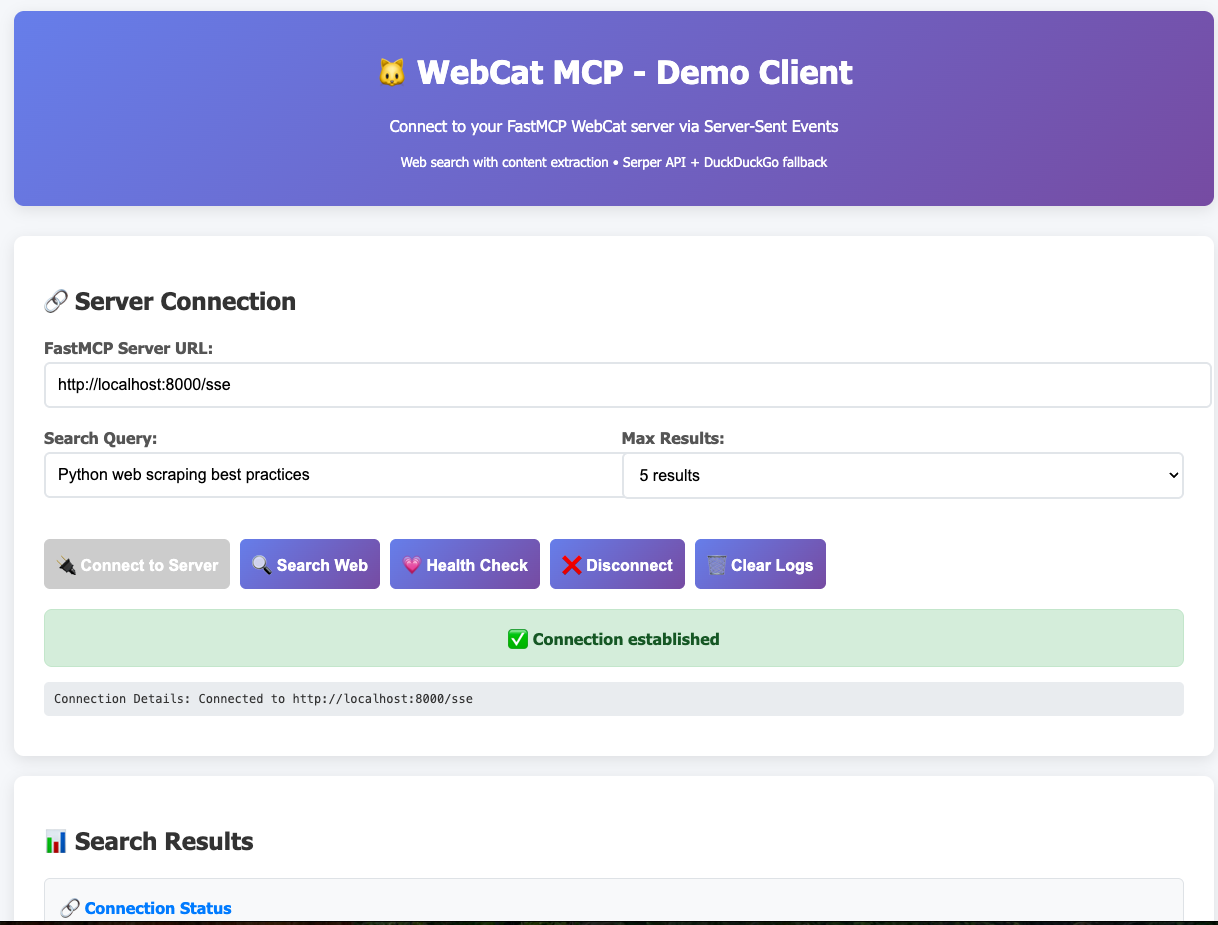 🐱 WebCat MCP - Demo Client
Connect to your FastMCP WebCat server via Server-Sent Events
Web search with content extraction • Serper API + DuckDuckGo fallback
🔗 Server Connection
FastMCP Server URL:
http://localhost:8000/sse
Search Query:
Max Results:
Python web scraping best practices
5 results
🔌 Connect to Server
🔍 Search Web
💗 Health Check
❌ Disconnect
🗑️ Clear Logs
✅ Connection established
Connection Details: Connected to http://localhost:8000/sse
📊 Search Results
🔗 Connection Status